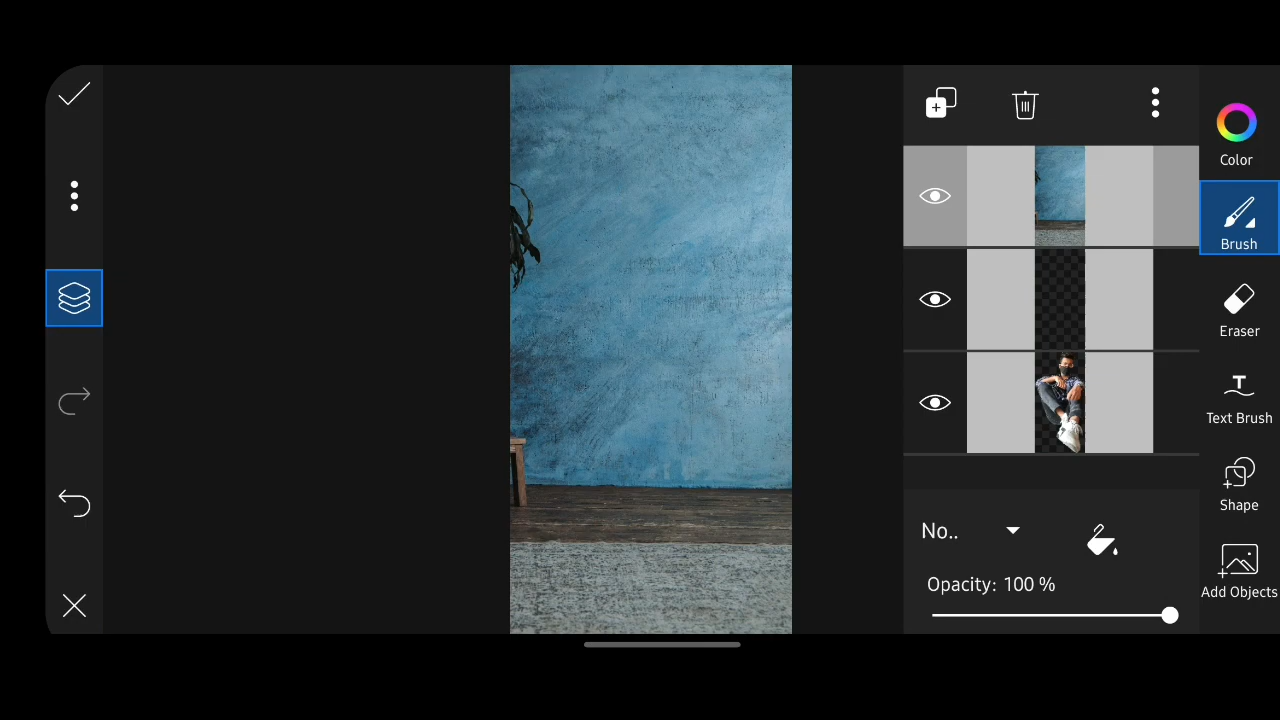 Color
Brush
Eraser
Text Brush
Shape
Add Objects
No..
Opacity: 100 %